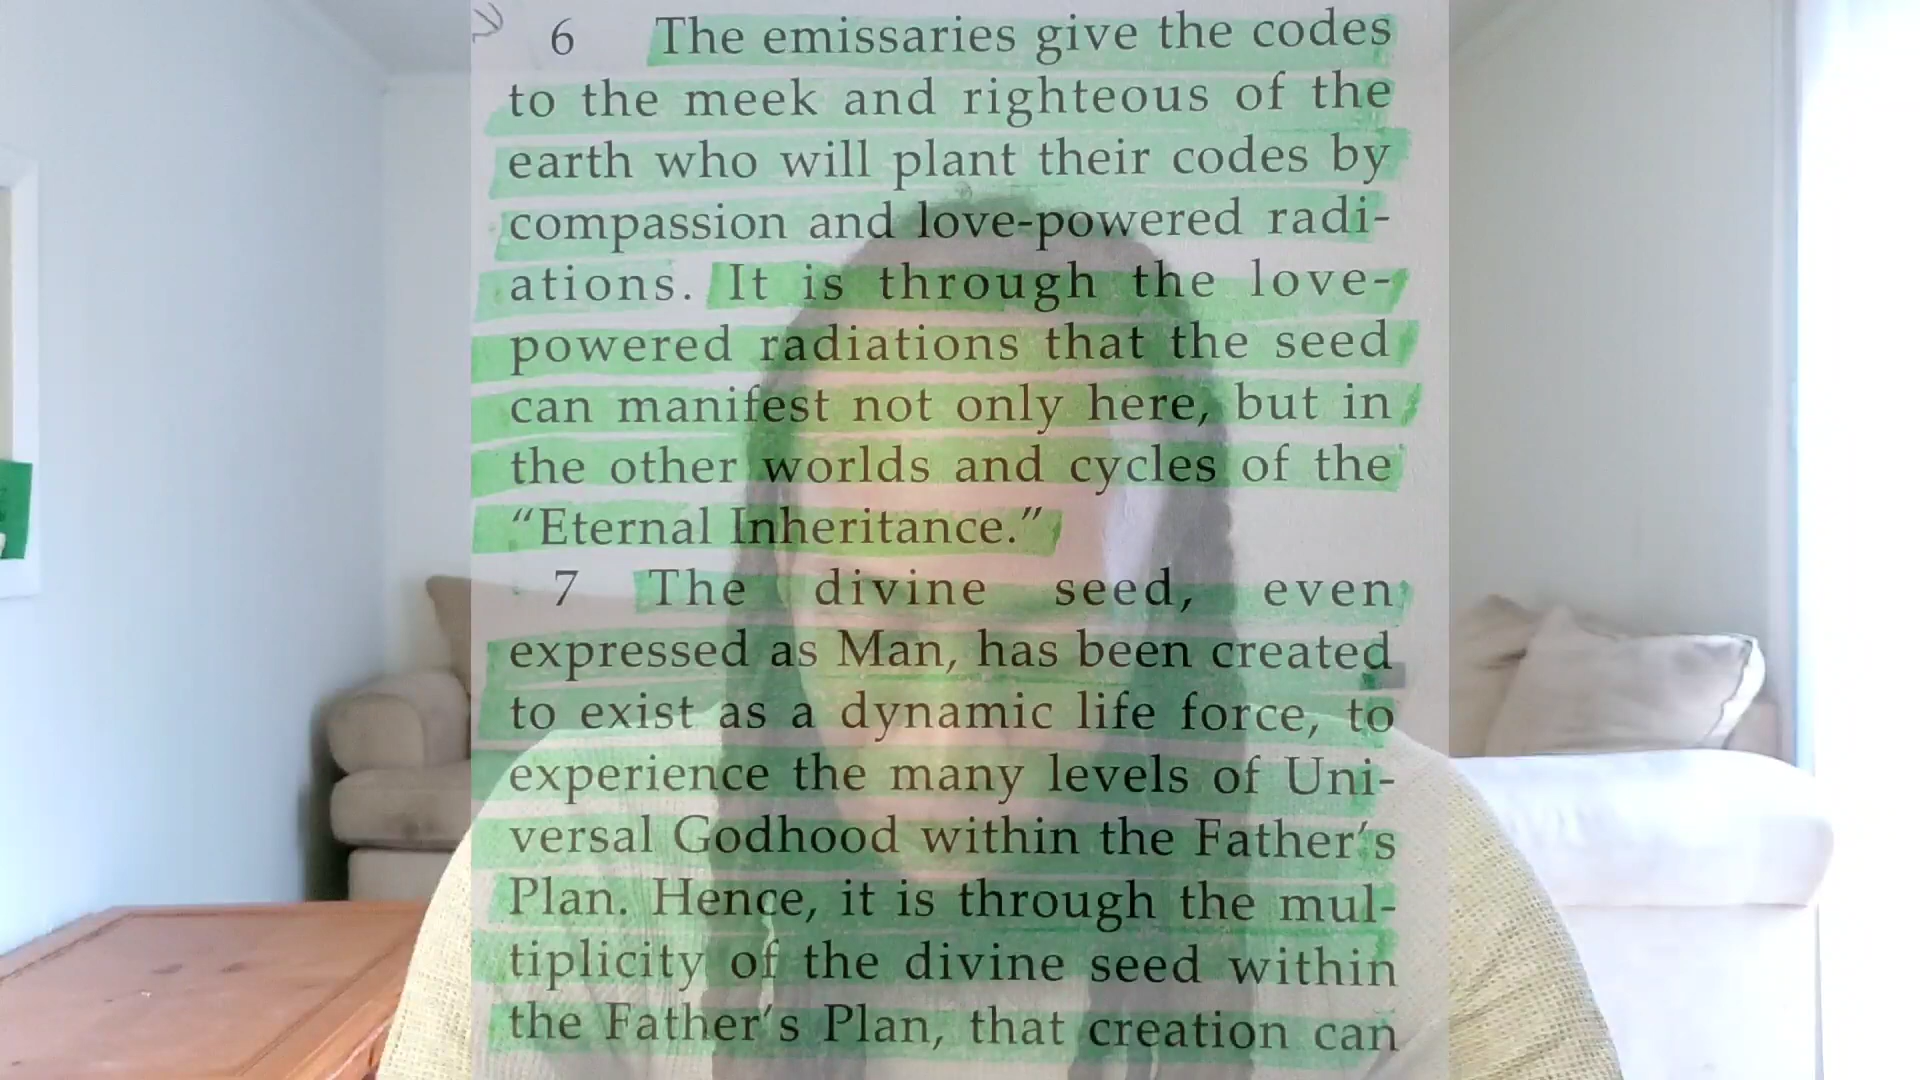 6 The emissaries give the codes
to the meek and righteous of the
earth who will plant their codes by
compassion and love-powered radi-
ations. It is through the love-
powered radiations that the seed
can manifest not only here, but in
the other worlds and cycles of the
“Eternal Inheritance.”
7 The divine seed, even
expressed as Man, has been created
to exist as a dynamic life force, to
experience the many levels of Uni-
versal Godhood within the Father’s
Plan. Hence, it is through the mul-
tiplicity of the divine seed within
the Father’s Plan, that creation can